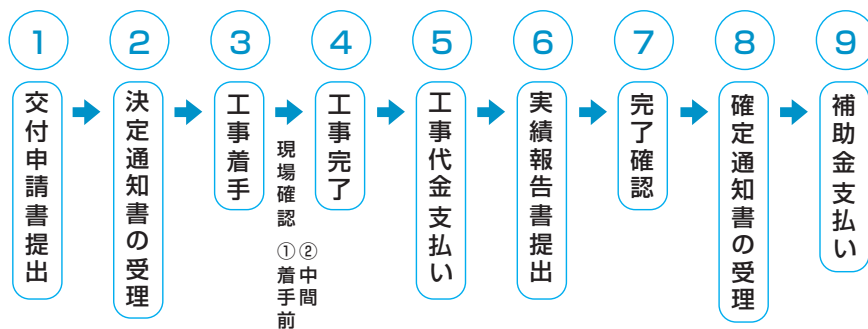 1
交付申請書提出
2
決定通知書の受理
3
工事着手
現場確認
①着手前
②中間
4
工事完了
5
工事代金支払い
6
実績報告書提出
7
完了確認
8
確定通知書の受理
9
補助金支払い